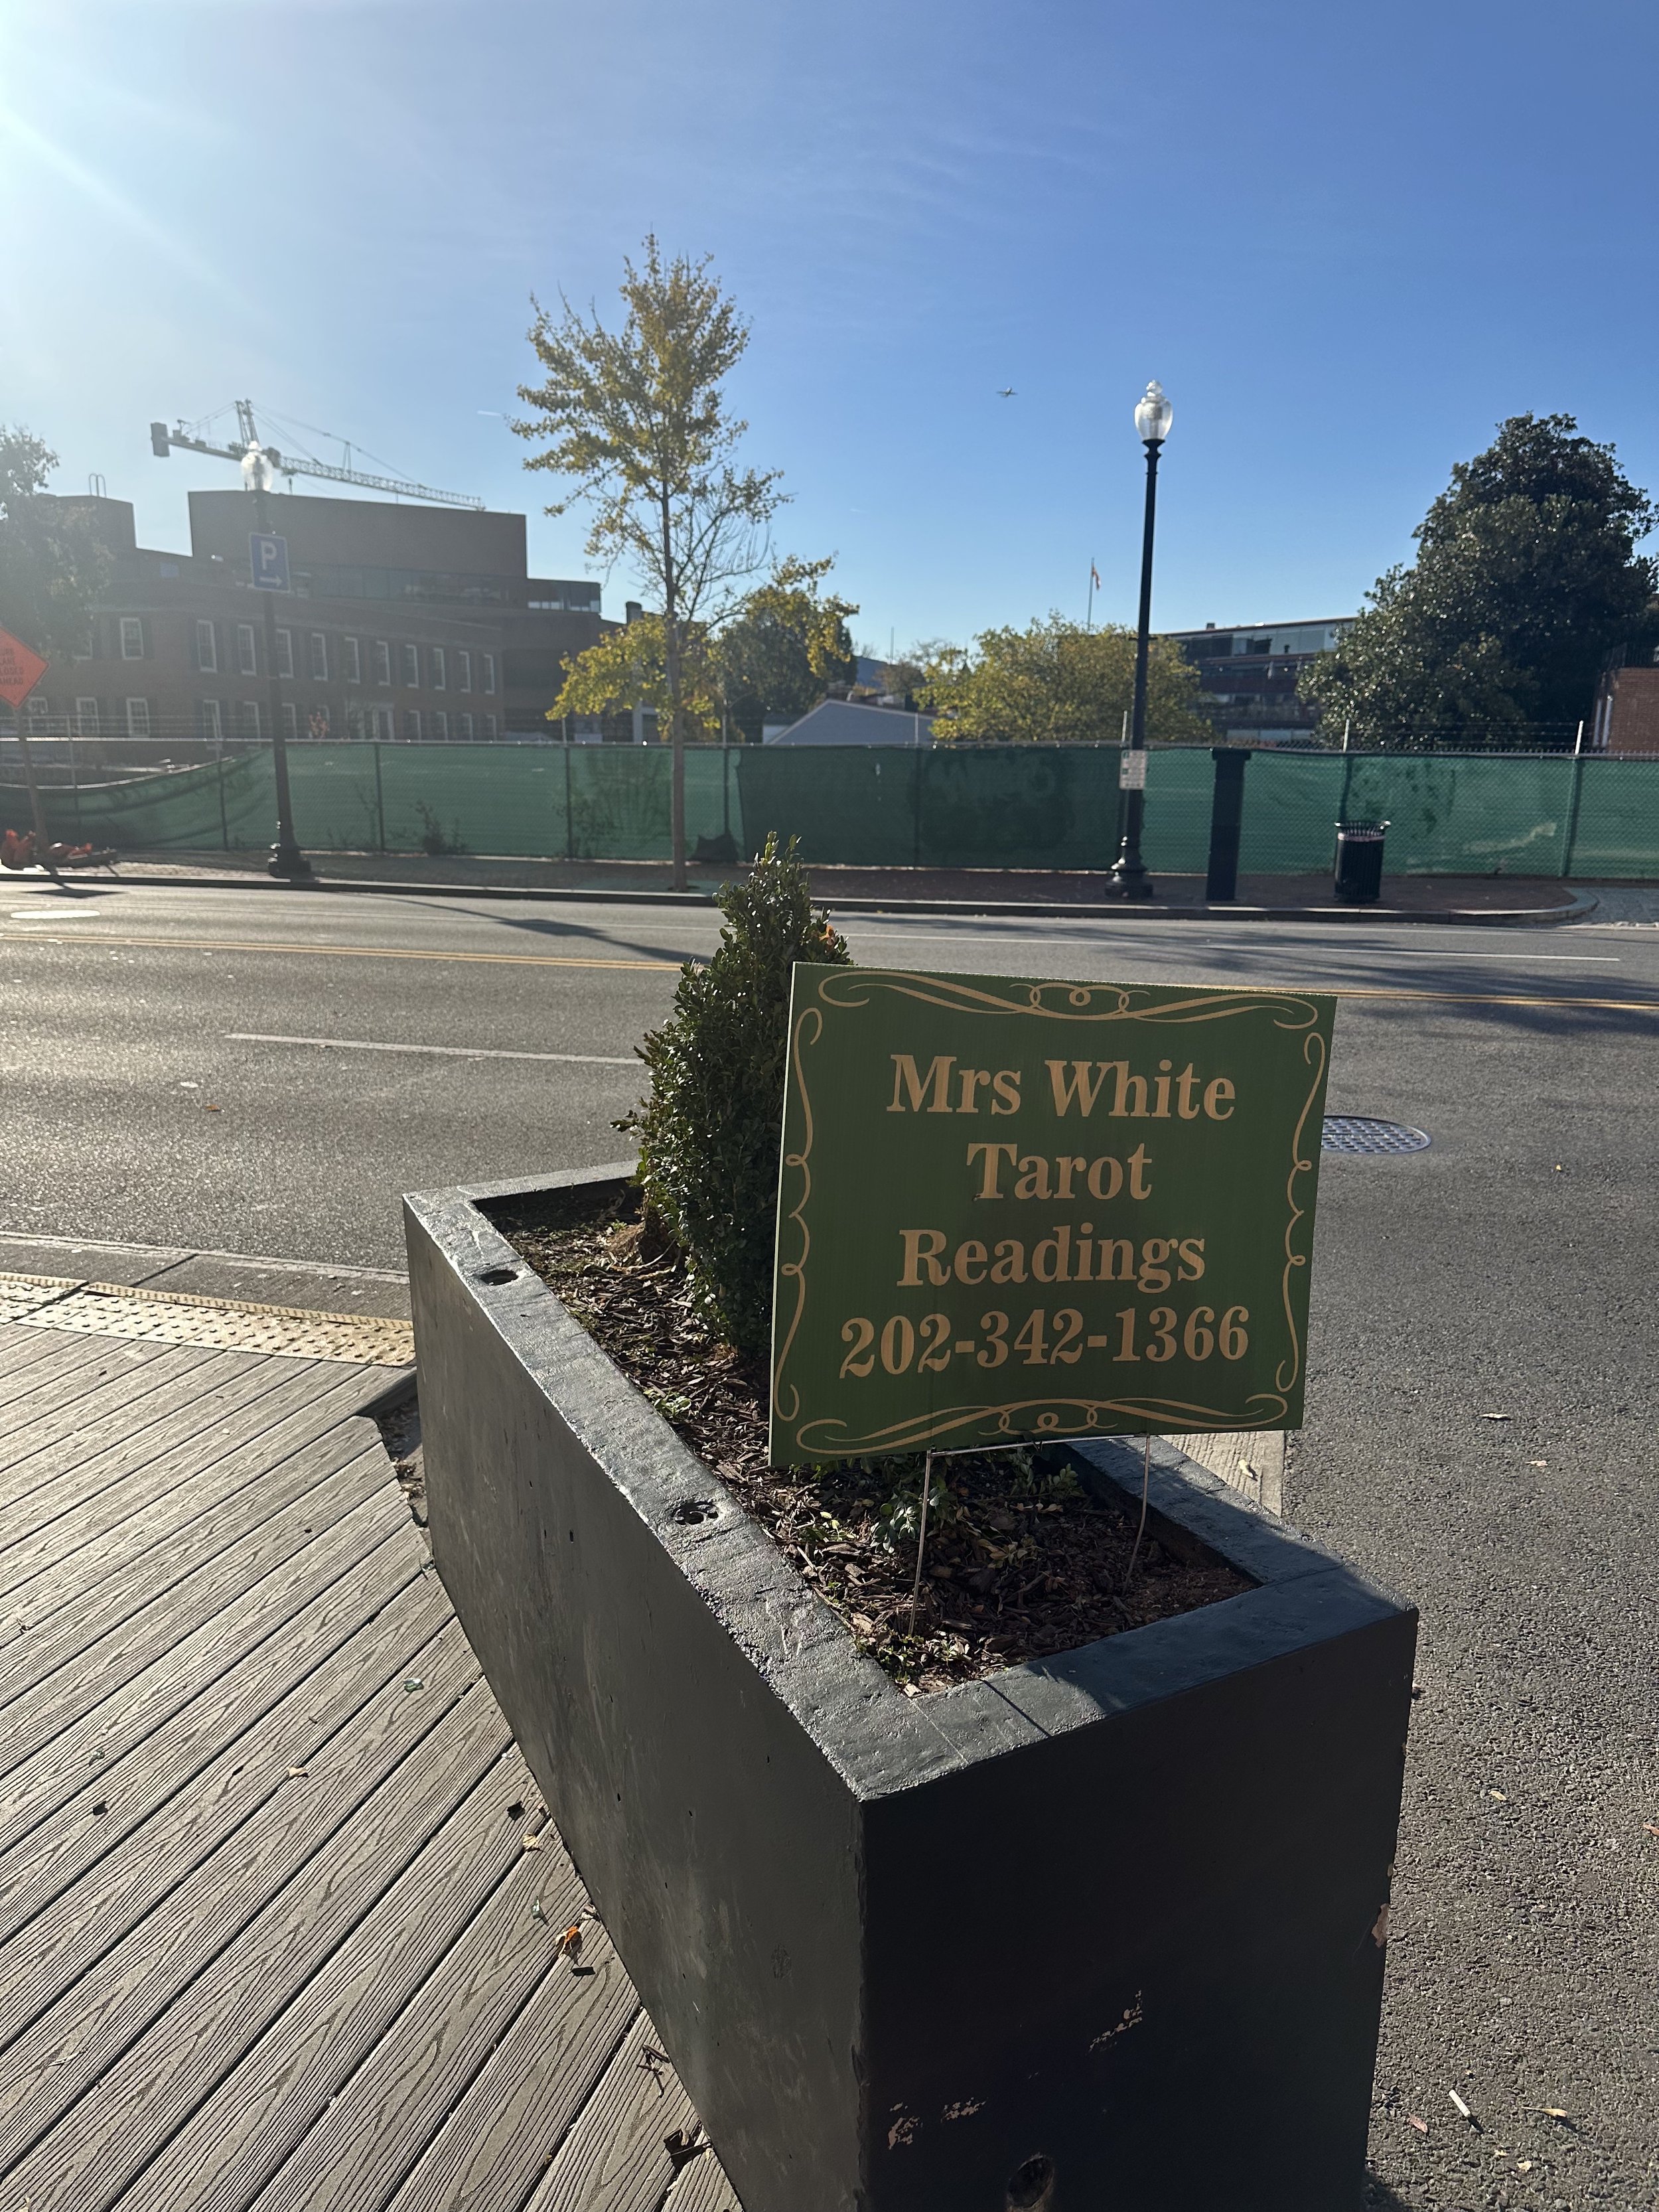 P
Mrs White
Tarot
Readings
202-342-1366